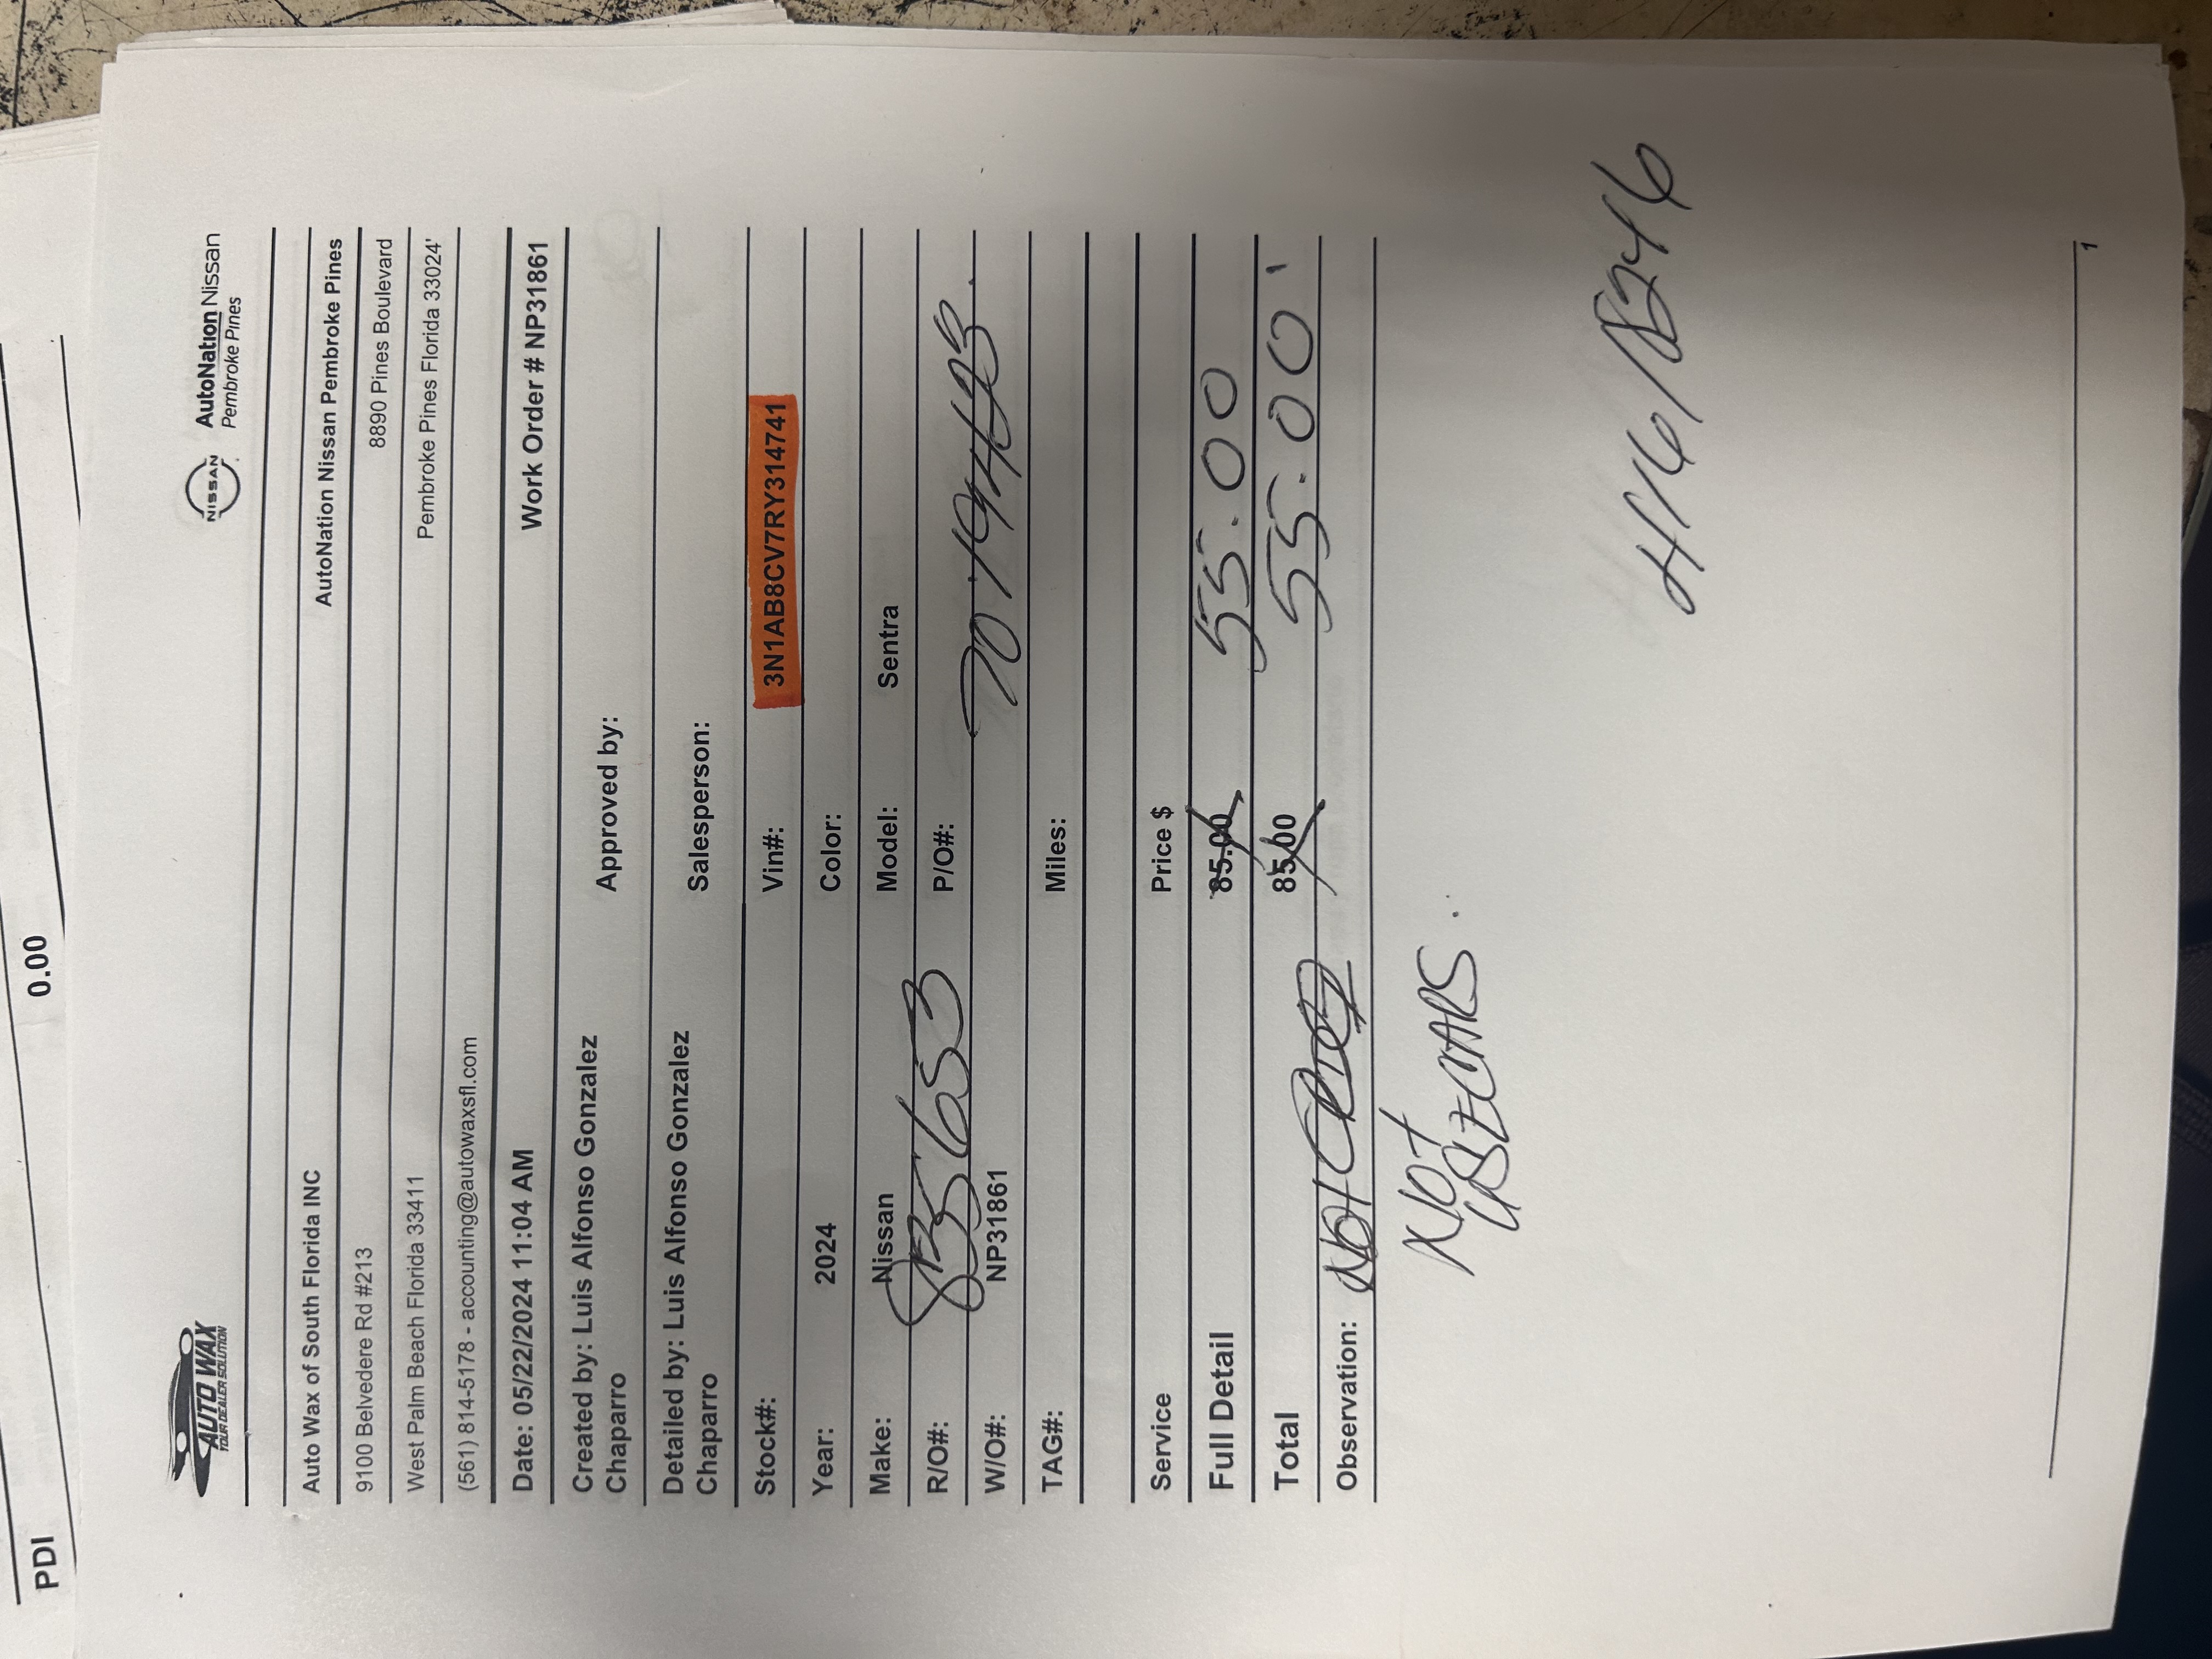 PDI 0.00
AUTO WAX
YOUR DEALER SOLUTION
NISSAN
AutoNation Nissan
Pembroke Pines
Auto Wax of South Florida INC
AutoNation Nissan Pembroke Pines
9100 Belvedere Rd #213
8890 Pines Boulevard
West Palm Beach Florida 33411
Pembroke Pines Florida 33024'
(561) 814-5178 - accounting@autowaxsfl.com
Date: 05/22/2024 11:04 AM Work Order # NP31861
Created by: Luis Alfonso Gonzalez Chaparro Approved by:
Detailed by: Luis Alfonso Gonzalez Chaparro Salesperson:
Stock#: Vin#: 3N1AB8CV7RY314741
Year: 2024 Color:
Make: Nissan Model: Sentra
R/O#: P/O#:
W/O#: NP31861
TAG#: Miles:
Service Price $
Full Detail 85.00 55.00
Total 85.00 55.00
Observation: Not
Not
1